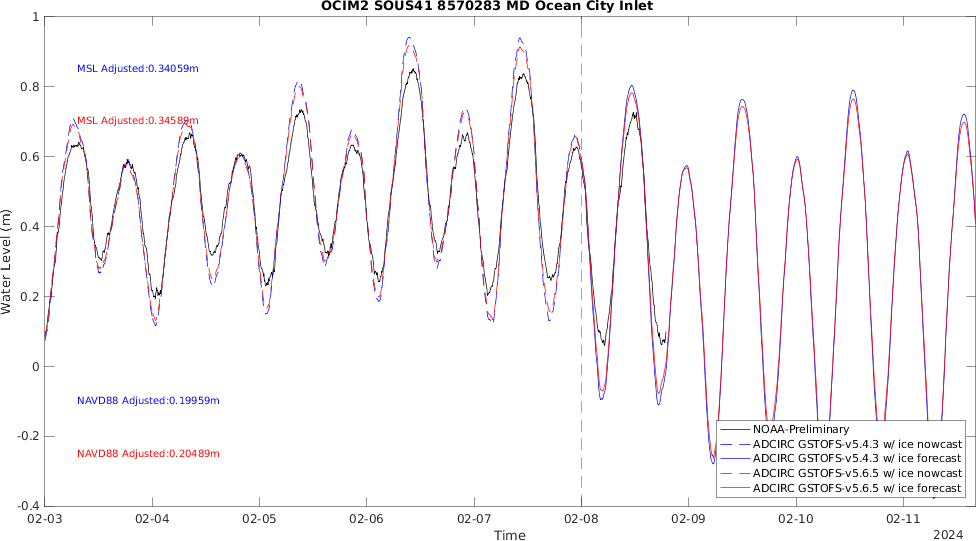 OCIM2 SOUS41 8570283 MD Ocean City Inlet
1
0.8
0.6
0.4
0.2
0
-0.2
-0.4
Water Level (m)
MSL Adjusted:0.34059m
MSL Adjusted:0.34589m
NAVD88 Adjusted:0.19959m
NAVD88 Adjusted:0.20489m
NOAA-Preliminary
ADCIRC GSTOFS-v5.4.3 w/ ice nowcast
ADCIRC GSTOFS-v5.4.3 w/ ice forecast
ADCIRC GSTOFS-v5.6.5 w/ ice nowcast
ADCIRC GSTOFS-v5.6.5 w/ ice forecast
02-03 02-04 02-05 02-06 02-07 02-08 02-09 02-10 02-11
Time
2024